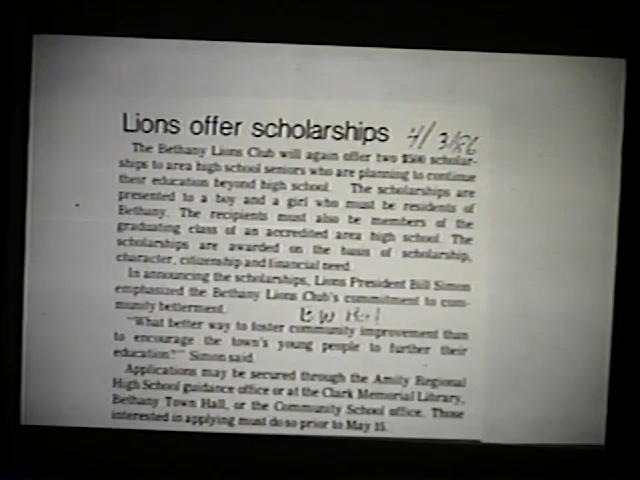 Lions offer scholarships 4/3/86
The Bethany Lions Club will again offer two $500 scholar-
ships to area high school seniors who are planning to continue
their education beyond high school. The scholarships are
presented to a boy and a girl who must be residents of
Bethany. The recipients must also be members of the
graduating class of an accredited area high school. The
scholarships are awarded on the basis of scholarship,
character, citizenship and financial need.
In announcing the scholarships, Lions President Bill Simon
emphasized the Bethany Lions Club's commitment to com-
munity betterment.
"What better way to foster community improvement than
to encourage the town's young people to further their
education?" Simon said.
Applications may be secured through the Amity Regional
High School guidance office or at the Clark Memorial Library,
Bethany Town Hall, or the Community School office. Those
interested in applying must do so prior to May 15.